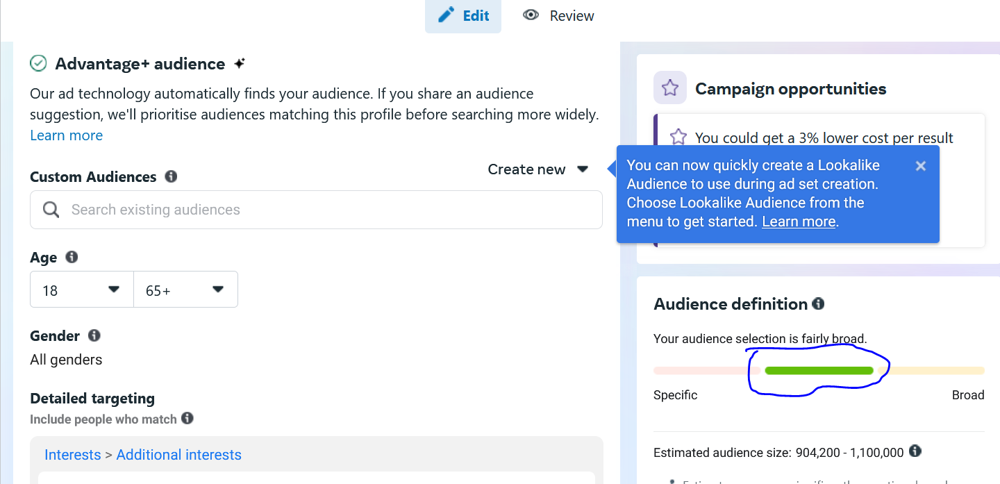 Edit
Review
Advantage+ audience
Our ad technology automatically finds your audience. If you share an audience
suggestion, we'll prioritise audiences matching this profile before searching more widely.
Learn more
Custom Audiences
Create new
Search existing audiences
Age
18
65+
Gender
All genders
Detailed targeting
Include people who match
Interests > Additional interests
Campaign opportunities
You could get a 3% lower cost per result
You can now quickly create a Lookalike
Audience to use during ad set creation.
Choose Lookalike Audience from the
menu to get started. Learn more.
Audience definition
Your audience selection is fairly broad.
Specific
Broad
Estimated audience size: 904,200 - 1,100,000